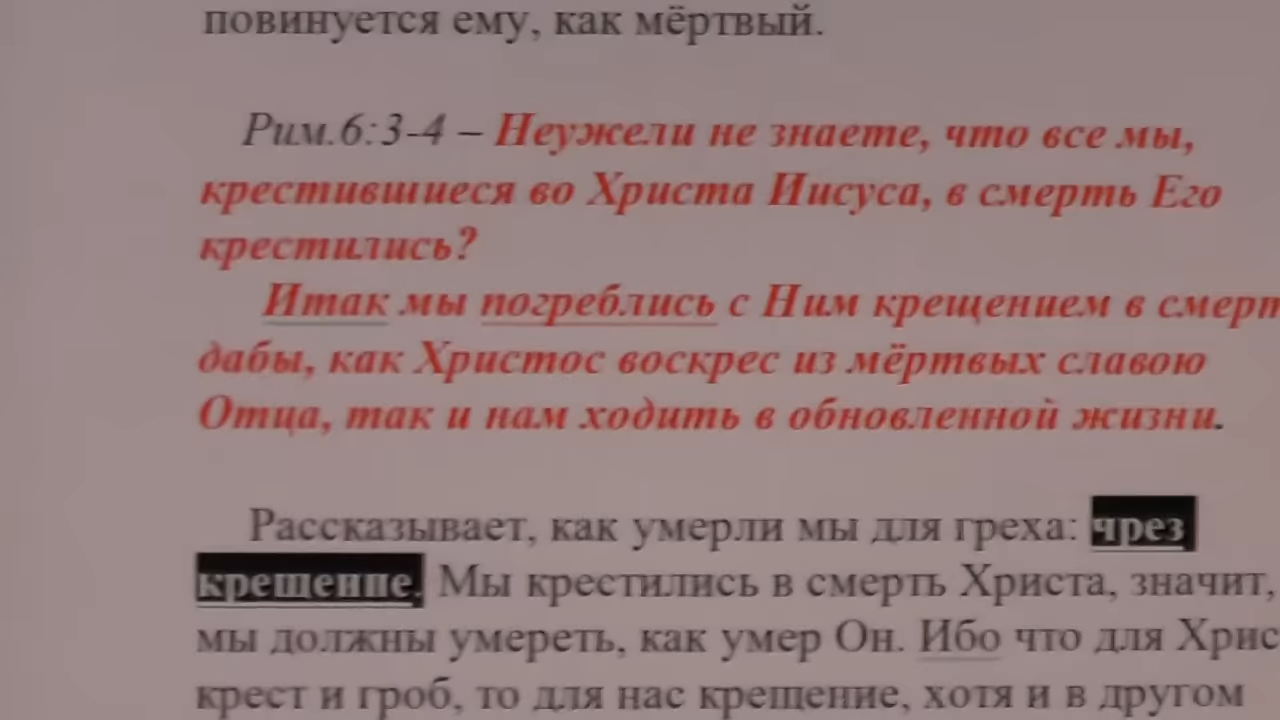 повинуется ему, как мёртвый.
Рим.6:3-4 – Неужели не знаете, что все мы,
крестившиеся во Христа Иисуса, в смерть Его
крестились?
Итак мы погреблись с Ним крещением в
дабы, как Христос воскрес из мёртвых славою
Отца, так и нам ходить в обновленной жизни.
Рассказывает, как умерли мы для греха: чрез
крещение. Мы крестились в смерть Христа, значит,
мы должны умереть, как умер Он. Ибо что для
крест и гроб, то для нас крещение, хотя и в другом